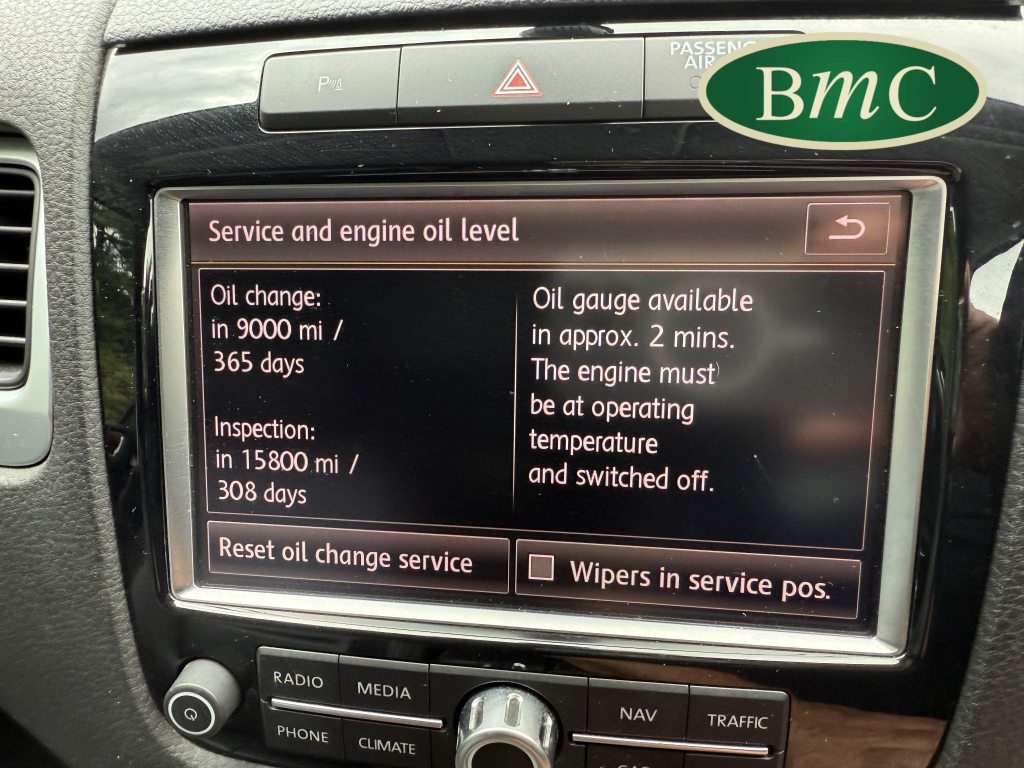 P
PASSENG
AIR
BmC
Service and engine oil level
Oil change:
in 9000 mi /
365 days
Inspection:
in 15800 mi /
308 days
Oil gauge available
in approx. 2 mins.
The engine must
be at operating
temperature
and switched off.
Reset oil change service
Wipers in service pos.
RADIO
MEDIA
NAV
TRAFFIC
PHONE
CLIMATE